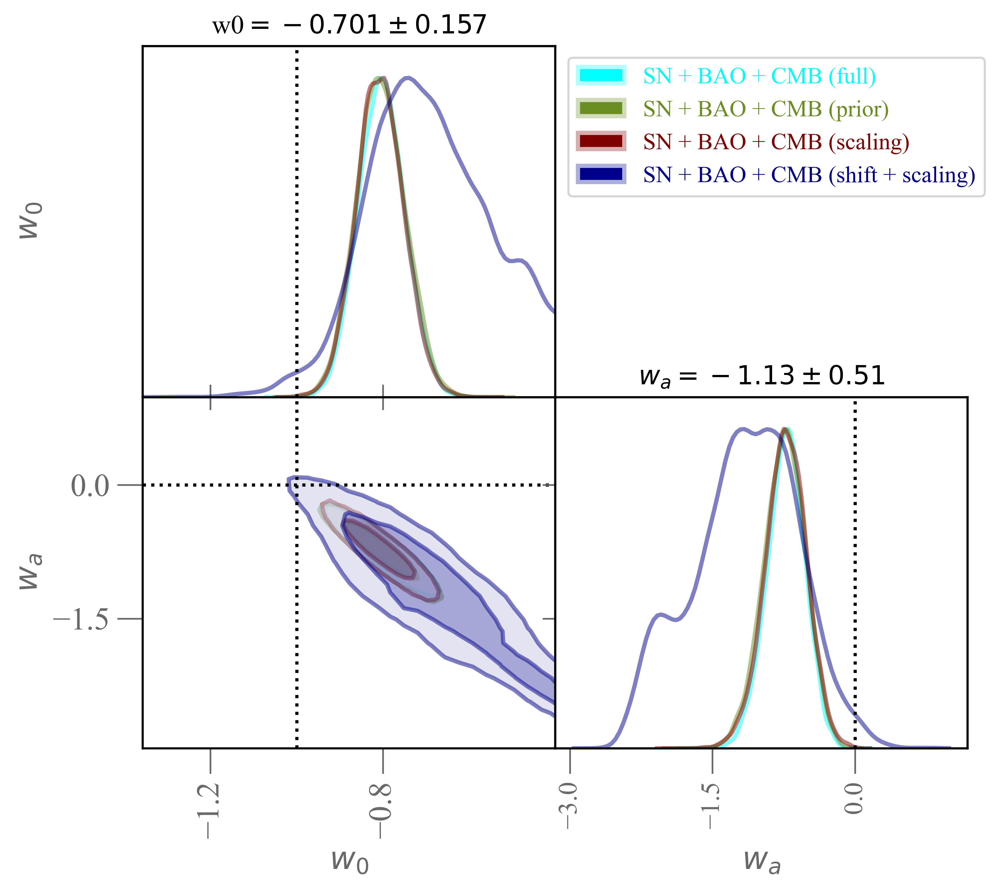 w0 = −0.701 ± 0.157
SN + BAO + CMB (full)
SN + BAO + CMB (prior)
SN + BAO + CMB (scaling)
SN + BAO + CMB (shift + scaling)
w₀
wₐ = −1.13 ± 0.51
0.0
−1.5
wₐ
−1.2
−0.8
−3.0
−1.5
0.0
w₀
wₐ